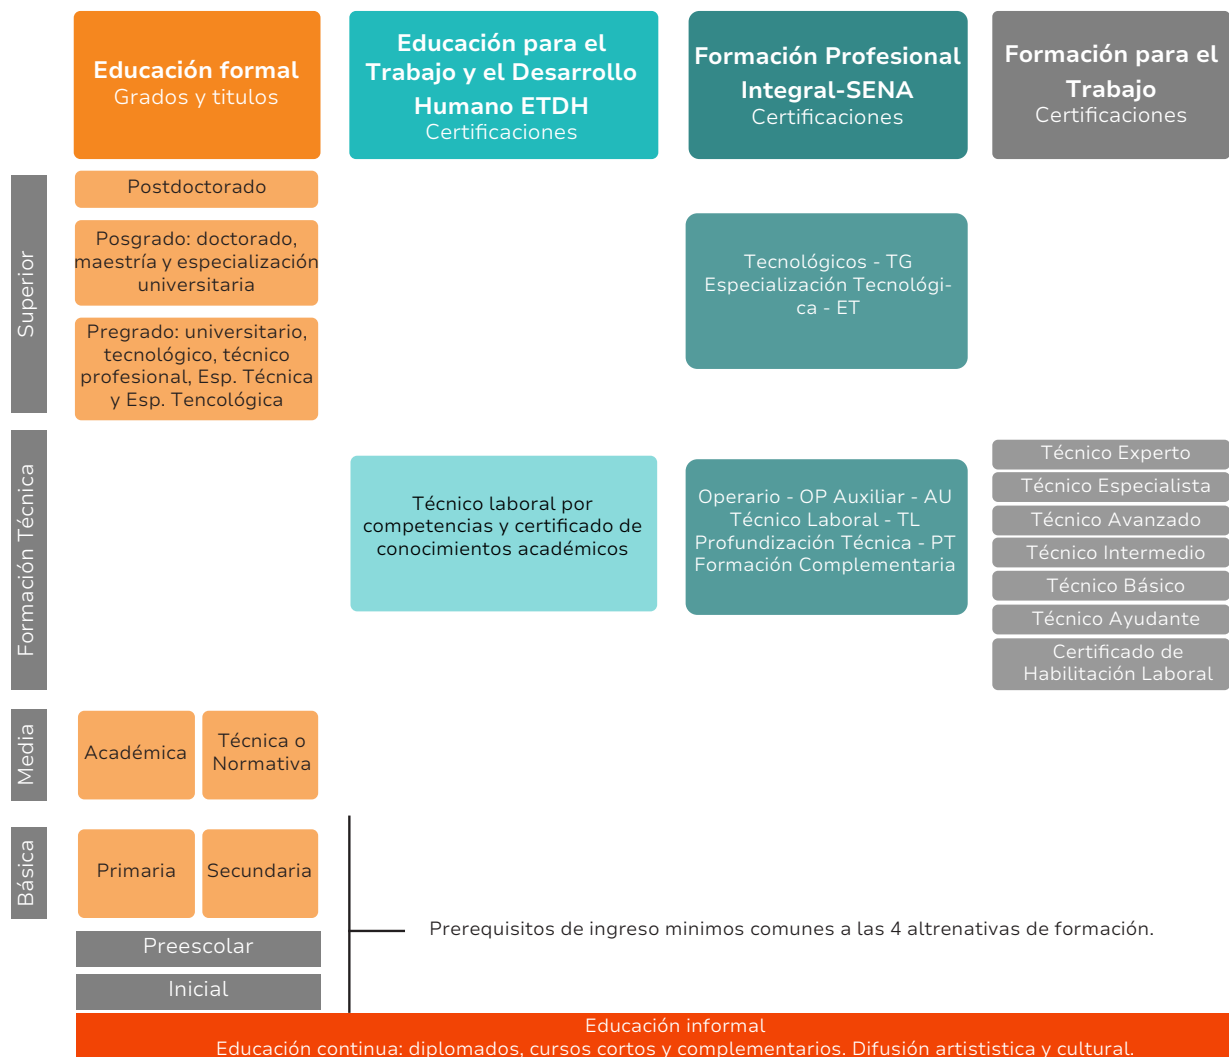 Educación formal
Grados y titulos
Educación para el
Trabajo y el Desarrollo
Humano ETDH
Certificaciones
Formación Profesional
Integral-SENA
Certificaciones
Formación para el
Trabajo
Certificaciones
Superior
Postdoctorado
Posgrado: doctorado,
maestría y especialización
universitaria
Pregrado: universitario,
tecnológico, técnico
profesional, Esp. Técnica
y Esp. Tencológica
Tecnológicos - TG
Especialización Tecnológi-
ca - ET
Formación Técnica
Técnico laboral por
competencias y certificado de
conocimientos académicos
Operario - OP Auxiliar - AU
Técnico Laboral - TL
Profundización Técnica - PT
Formación Complementaria
Técnico Experto
Técnico Especialista
Técnico Avanzado
Técnico Intermedio
Técnico Básico
Técnico Ayudante
Certificado de
Habilitación Laboral
Media
Académica
Técnica o
Normativa
Básica
Primaria
Secundaria
Preescolar
Inicial
Prerequisitos de ingreso minimos comunes a las 4 altrenativas de formación.
Educación informal
Educación continua: diplomados, cursos cortos y complementarios. Difusión artististica y cultural.